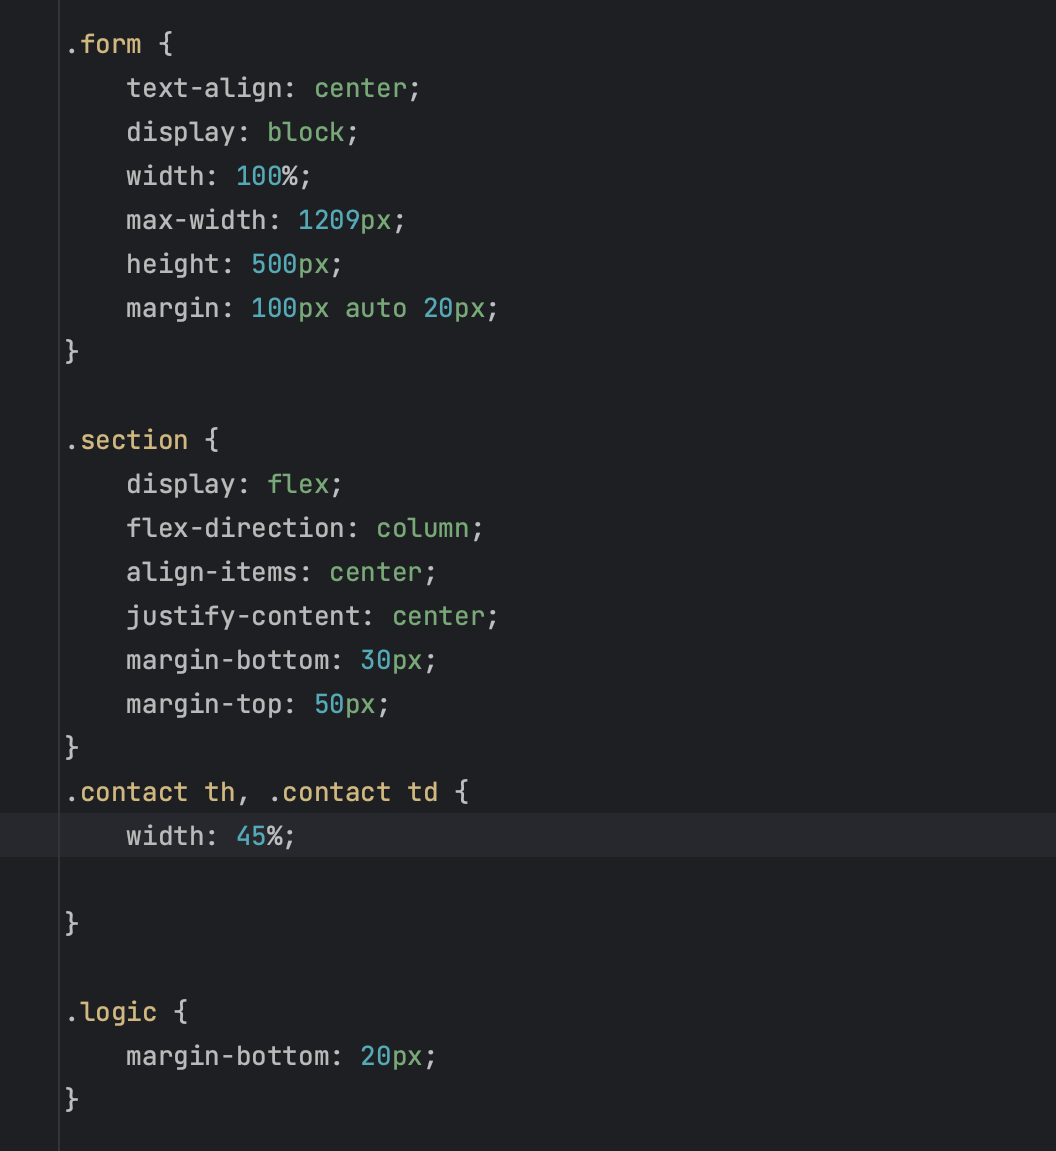 .form {
    text-align: center;
    display: block;
    width: 100%;
    max-width: 1209px;
    height: 500px;
    margin: 100px auto 20px;
}
.section {
    display: flex;
    flex-direction: column;
    align-items: center;
    justify-content: center;
    margin-bottom: 30px;
    margin-top: 50px;
}
.contact th, .contact td {
    width: 45%;
}
.logic {
    margin-bottom: 20px;
}